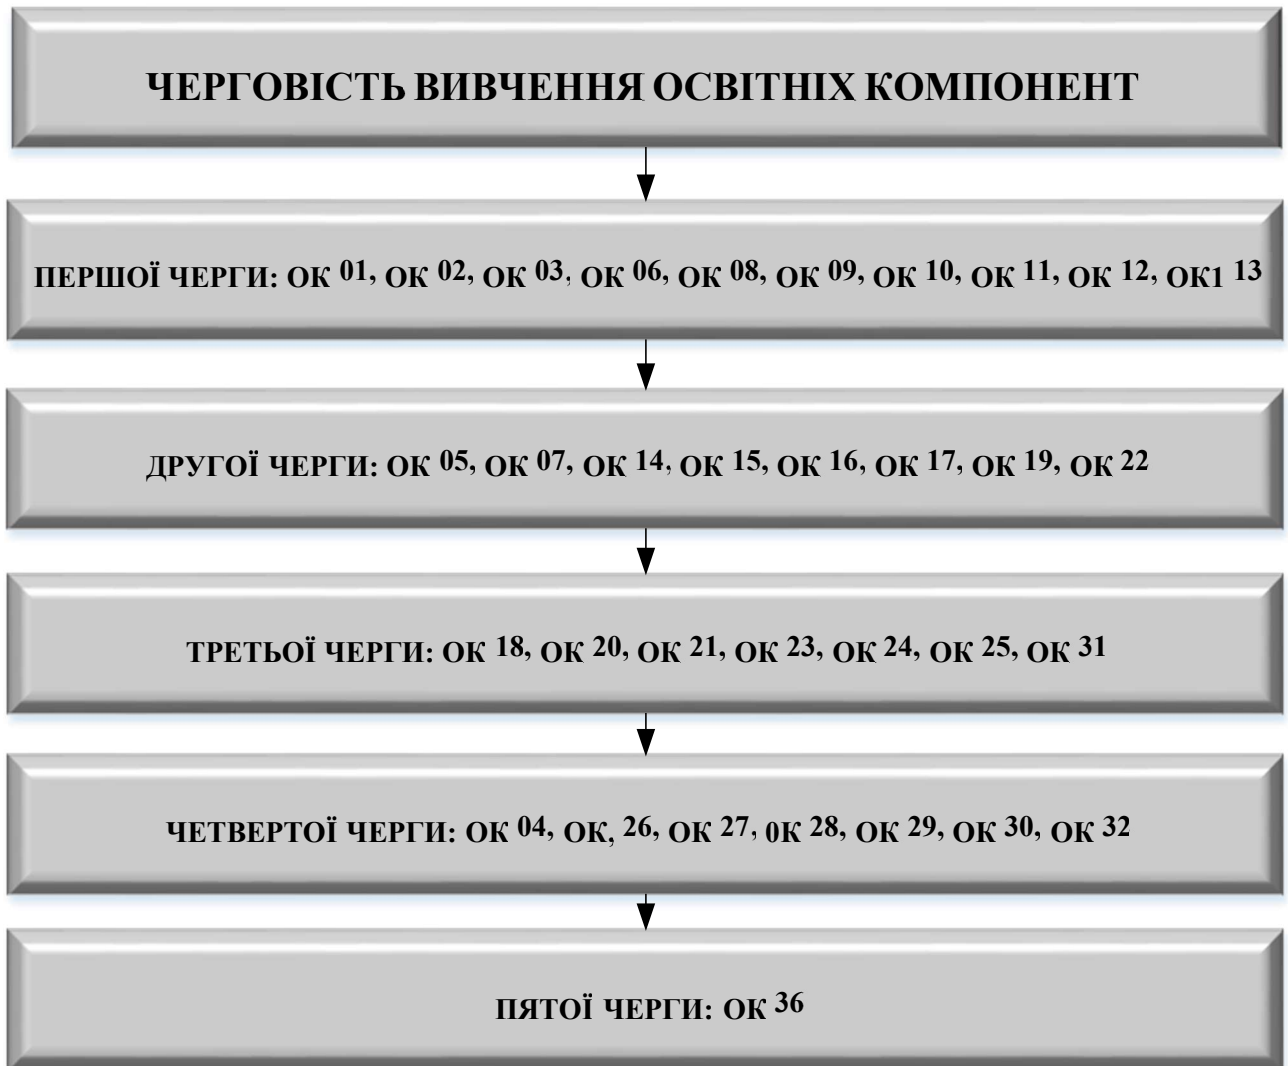 ЧЕРГОВІСТЬ ВИВЧЕННЯ ОСВІТНІХ КОМПОНЕНТ
ПЕРШОЇ ЧЕРГИ: ОК 01, ОК 02, ОК 03, ОК 06, ОК 08, ОК 09, ОК 10, ОК 11, ОК 12, ОК1 13
ДРУГОЇ ЧЕРГИ: ОК 05, ОК 07, ОК 14, ОК 15, ОК 16, ОК 17, ОК 19, ОК 22
ТРЕТЬОЇ ЧЕРГИ: ОК 18, ОК 20, ОК 21, ОК 23, ОК 24, ОК 25, ОК 31
ЧЕТВЕРТОЇ ЧЕРГИ: ОК 04, ОК, 26, ОК 27, 0К 28, ОК 29, ОК 30, ОК 32
ПЯТОЇ ЧЕРГИ: ОК 36